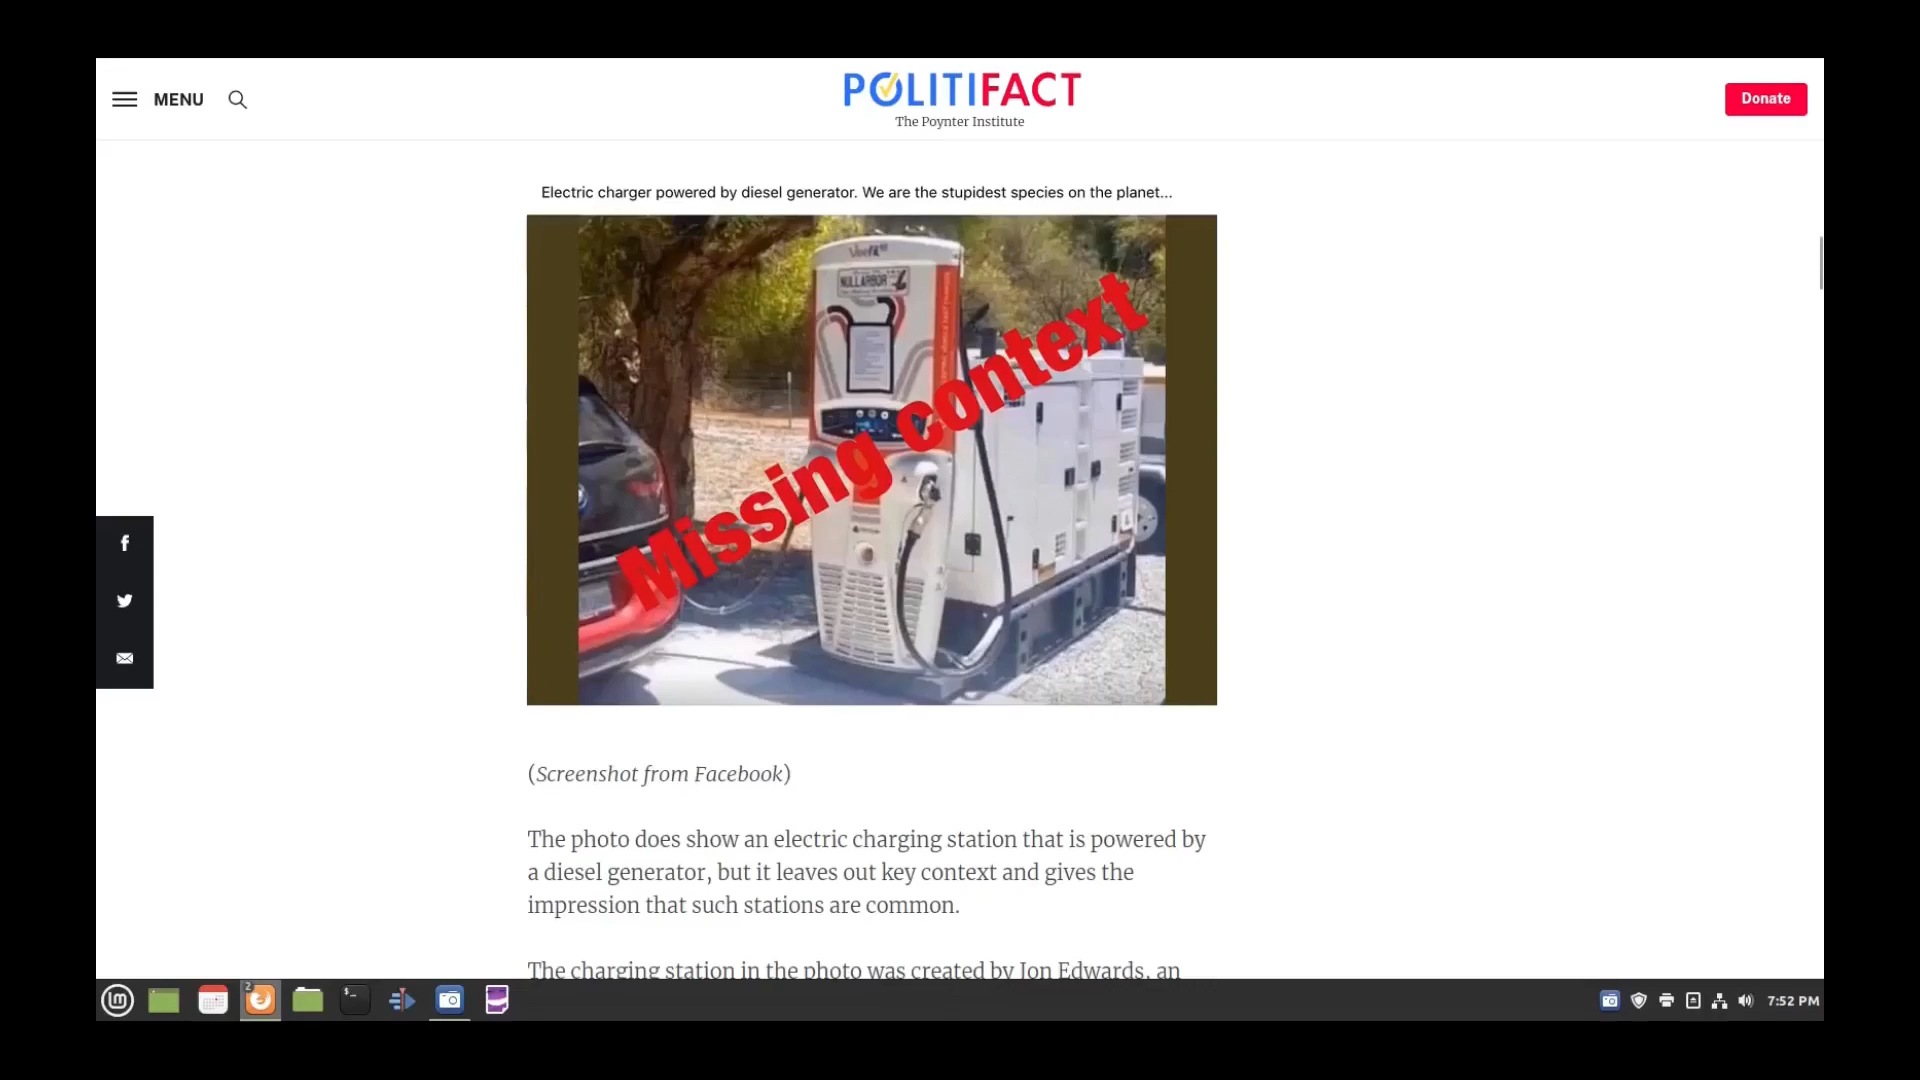 MENU
POLITIFACT
The Poynter Institute
Donate
Electric charger powered by diesel generator. We are the stupidest species on the planet...
NULLARBOR
Missing context
(Screenshot from Facebook)
The photo does show an electric charging station that is powered by
a diesel generator, but it leaves out key context and gives the
impression that such stations are common.
The charging station in the photo was created by Jon Edwards, an
2
7:52 PM